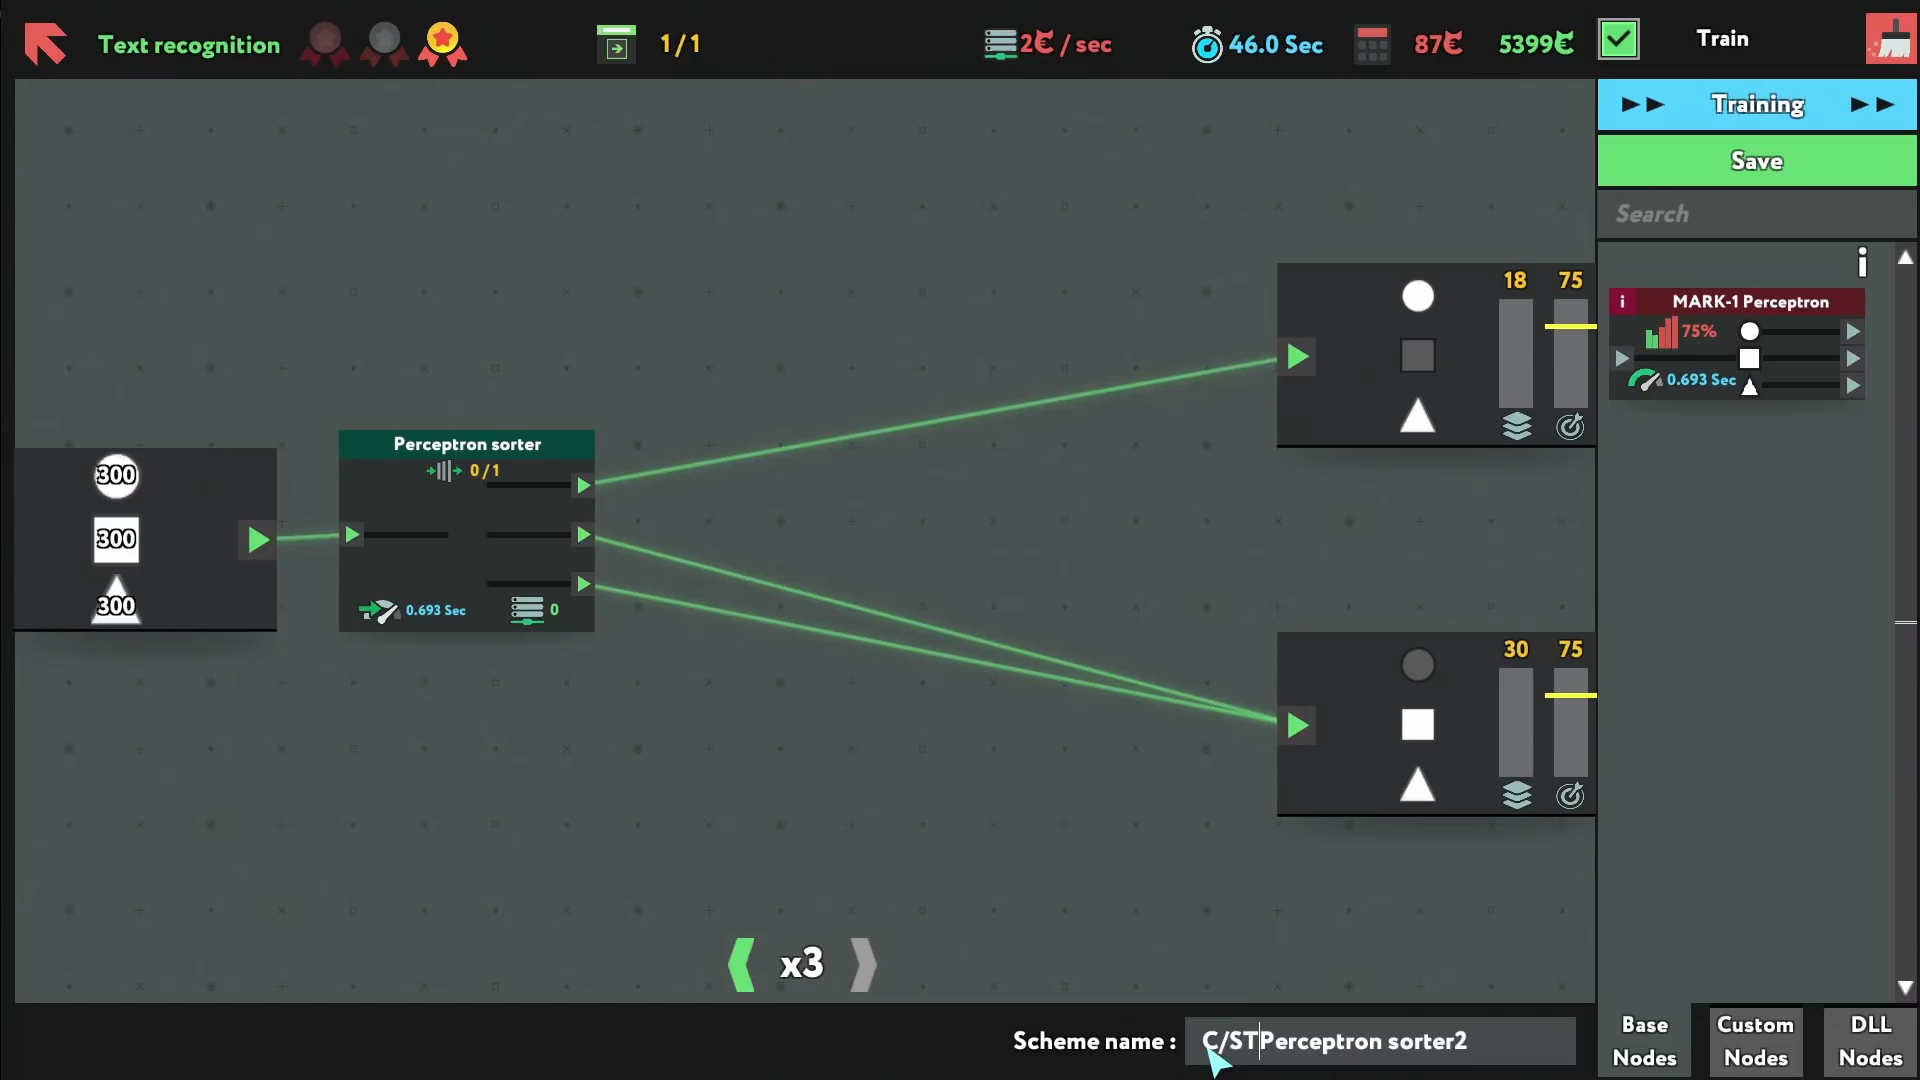 Text recognition
1/1
2€/sec
46.0 Sec
87€
5399€
Train
Training
Save
Search
MARK-1 Perceptron
75%
0.693 Sec
300
300
300
Perceptron sorter
0/1
0.693 Sec
0
18 75
30 75
x3
Scheme name : C/STPerceptron sorter2
Base Nodes
Custom Nodes
DLL Nodes